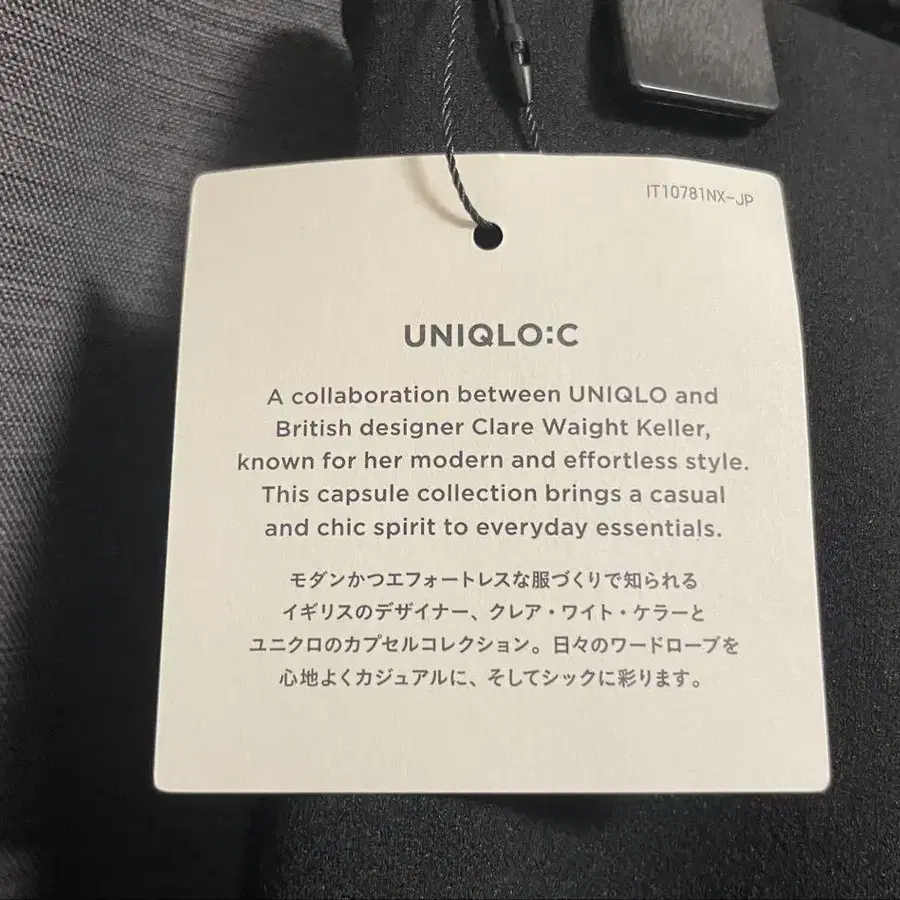 IT10781NX-JP
UNIQLO:C
A collaboration between UNIQLO and
British designer Clare Waight Keller,
known for her modern and effortless style.
This capsule collection brings a casual
and chic spirit to everyday essentials.
モダンかつエフォートレスな服づくりで知られる
イギリスのデザイナー、クレア・ワイト・ケラーと
ユニクロのカプセルコレクション。日々のワードローブを
心地よくカジュアルに、そしてシックに彩ります。